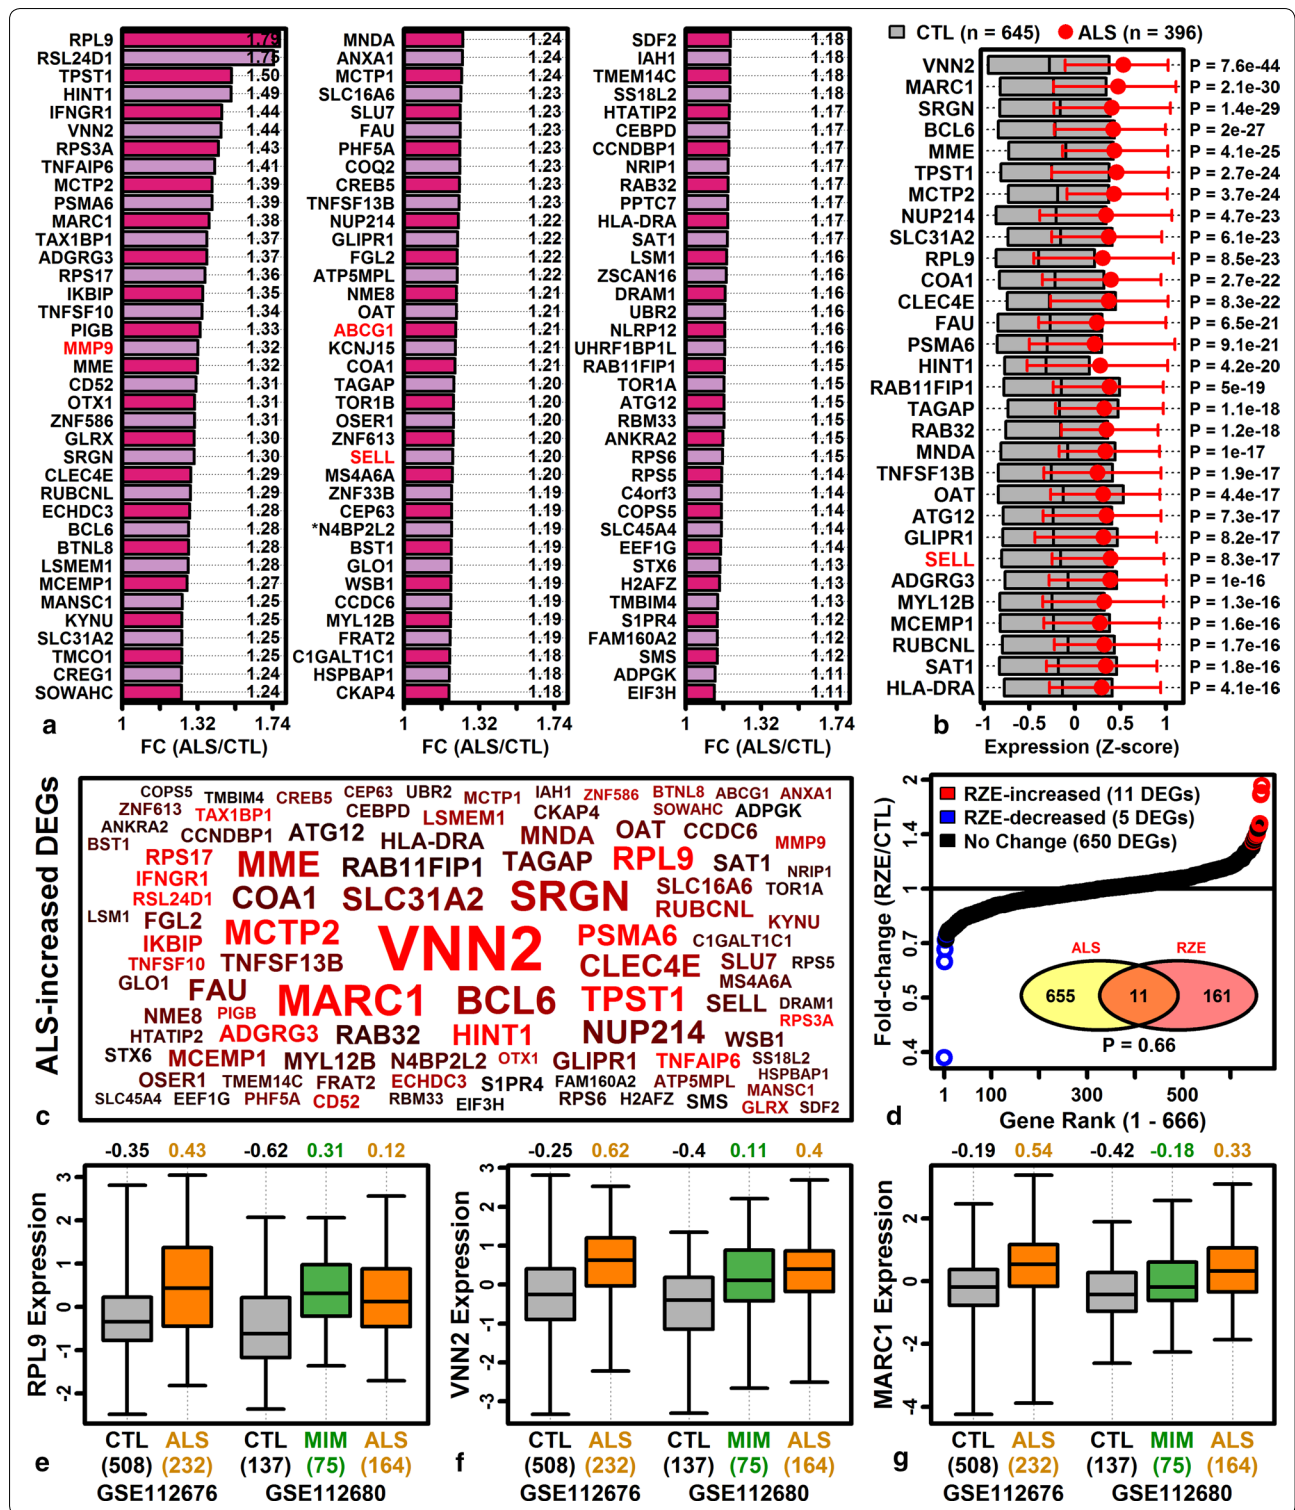 RPL9 1.79
RSL24D1 1.75
TPST1 1.50
HINT1 1.49
IFNGR1 1.44
VNN2 1.44
RPS3A 1.43
TNFAIP6 1.41
MCTP2 1.39
PSMA6 1.39
MARC1 1.38
TAX1BP1 1.37
ADGRG3 1.37
RPS17 1.36
IKBIP 1.35
TNFSF10 1.34
PIGB 1.33
MMP9 1.32
MME 1.32
CD52 1.31
OTX1 1.31
ZNF586 1.31
GLRX 1.30
SRGN 1.30
CLEC4E 1.29
RUBCNL 1.29
ECHDC3 1.28
BCL6 1.28
BTNL8 1.28
LSMEM1 1.28
MCEMP1 1.27
MANSC1 1.25
KYNU 1.25
SLC31A2 1.25
TMCO1 1.25
CREG1 1.24
SOWAHC 1.24
1 1.32 1.74
a FC (ALS/CTL)
MNDA 1.24
ANXA1 1.24
MCTP1 1.24
SLC16A6 1.23
SLU7 1.23
FAU 1.23
PHF5A 1.23
COQ2 1.23
CREB5 1.23
TNFSF13B 1.23
NUP214 1.22
GLIPR1 1.22
FGL2 1.22
ATP5MPL 1.22
NME8 1.21
OAT 1.21
ABCG1 1.21
KCNJ15 1.21
COA1 1.21
TAGAP 1.20
TOR1B 1.20
OSER1 1.20
ZNF613 1.20
SELL 1.20
MS4A6A 1.20
ZNF33B 1.19
CEP63 1.19
*N4BP2L2 1.19
BST1 1.19
GLO1 1.19
WSB1 1.19
CCDC6 1.19
MYL12B 1.19
FRAT2 1.19
C1GALT1C1 1.18
HSPBAP1 1.18
CKAP4 1.18
1 1.32 1.74
FC (ALS/CTL)
SDF2 1.18
IAH1 1.18
TMEM14C 1.18
SS18L2 1.18
HTATIP2 1.17
CEBPD 1.17
CCNDBP1 1.17
NRIP1 1.17
RAB32 1.17
PPTC7 1.17
HLA-DRA 1.17
SAT1 1.17
LSM1 1.16
ZSCAN16 1.16
DRAM1 1.16
UBR2 1.16
NLRP12 1.16
UHRF1BP1L 1.16
RAB11FIP1 1.15
TOR1A 1.15
ATG12 1.15
RBM33 1.15
ANKRA2 1.15
RPS6 1.15
RPS5 1.14
C4orf3 1.14
COPS5 1.14
SLC45A4 1.14
EEF1G 1.14
STX6 1.13
H2AFZ 1.13
TMBIM4 1.13
S1PR4 1.12
FAM160A2 1.12
SMS 1.12
ADPGK 1.11
EIF3H 1.11
1 1.32 1.74
FC (ALS/CTL)
CTL (n = 645) ALS (n = 396)
VNN2 P = 7.6e-44
MARC1 P = 2.1e-30
SRGN P = 1.4e-29
BCL6 P = 2e-27
MME P = 4.1e-25
TPST1 P = 2.7e-24
MCTP2 P = 3.7e-24
NUP214 P = 4.7e-23
SLC31A2 P = 6.1e-23
RPL9 P = 8.5e-23
COA1 P = 2.7e-22
CLEC4E P = 8.3e-22
FAU P = 6.5e-21
PSMA6 P = 9.1e-21
HINT1 P = 4.2e-20
RAB11FIP1 P = 5e-19
TAGAP P = 1.1e-18
RAB32 P = 1.2e-18
MNDA P = 1e-17
TNFSF13B P = 1.9e-17
OAT P = 4.4e-17
ATG12 P = 7.3e-17
GLIPR1 P = 8.2e-17
SELL P = 8.3e-17
ADGRG3 P = 1e-16
MYL12B P = 1.3e-16
MCEMP1 P = 1.6e-16
RUBCNL P = 1.7e-16
SAT1 P = 1.8e-16
HLA-DRA P = 4.1e-16
-1 -0.5 0 0.5 1
b Expression (Z-score)
ALS-increased DEGs
COPS5 TMBIM4 CREB5 CEP63 UBR2 MCTP1 IAH1 ZNF586 BTNL8 ABCG1 ANXA1
ZNF613 TAX1BP1 CEBPD LSMEM1 CKAP4 SOWAHC ADPGK
ANKRA2 CCNDBP1 ATG12 HLA-DRA MNDA OAT CCDC6
BST1 MMP9
RPS17 MME RAB11FIP1 TAGAP RPL9 SAT1 NRIP1
IFNGR1 SLC16A6 TOR1A
RSL24D1 COA1 SLC31A2 SRGN RUBCNL
LSM1 FGL2 KYNU
IKBIP MCTP2 VNN2 PSMA6 C1GALT1C1
TNFSF10 TNFSF13B CLEC4E SLU7 RPS5
GLO1 FAU MS4A6A
NME8 PIGB MARC1 BCL6 TPST1 SELL DRAM1
RPS3A
HTATIP2 ADGRG3 RAB32 HINT1 NUP214 WSB1
STX6 MCEMP1 MYL12B N4BP2L2 OTX1 GLIPR1 TNFAIP6 SS18L2
HSPBAP1
OSER1 TMEM14C FRAT2 ECHDC3 S1PR4 FAM160A2 ATP5MPL MANSC1
SLC45A4 EEF1G PHF5A CD52 RBM33 EIF3H RPS6 H2AFZ SMS GLRX SDF2
c
Fold-change (RZE/CTL)
2
1.4
1
0.7
0.5
0.4
RZE-increased (11 DEGs)
RZE-decreased (5 DEGs)
No Change (650 DEGs)
ALS RZE
655 11 161
P = 0.66
1 100 300 500
d Gene Rank (1 - 666)
-0.35 0.43 -0.62 0.31 0.12
RPL9 Expression
3
2
1
0
-1
-2
CTL ALS CTL MIM ALS
e (508) (232) (137) (75) (164)
GSE112676 GSE112680
-0.25 0.62 -0.4 0.11 0.4
VNN2 Expression
3
2
1
0
-1
-2
-3
CTL ALS CTL MIM ALS
f (508) (232) (137) (75) (164)
GSE112676 GSE112680
-0.19 0.54 -0.42 -0.18 0.33
MARC1 Expression
2
0
-2
-4
CTL ALS CTL MIM ALS
g (508) (232) (137) (75) (164)
GSE112676 GSE112680